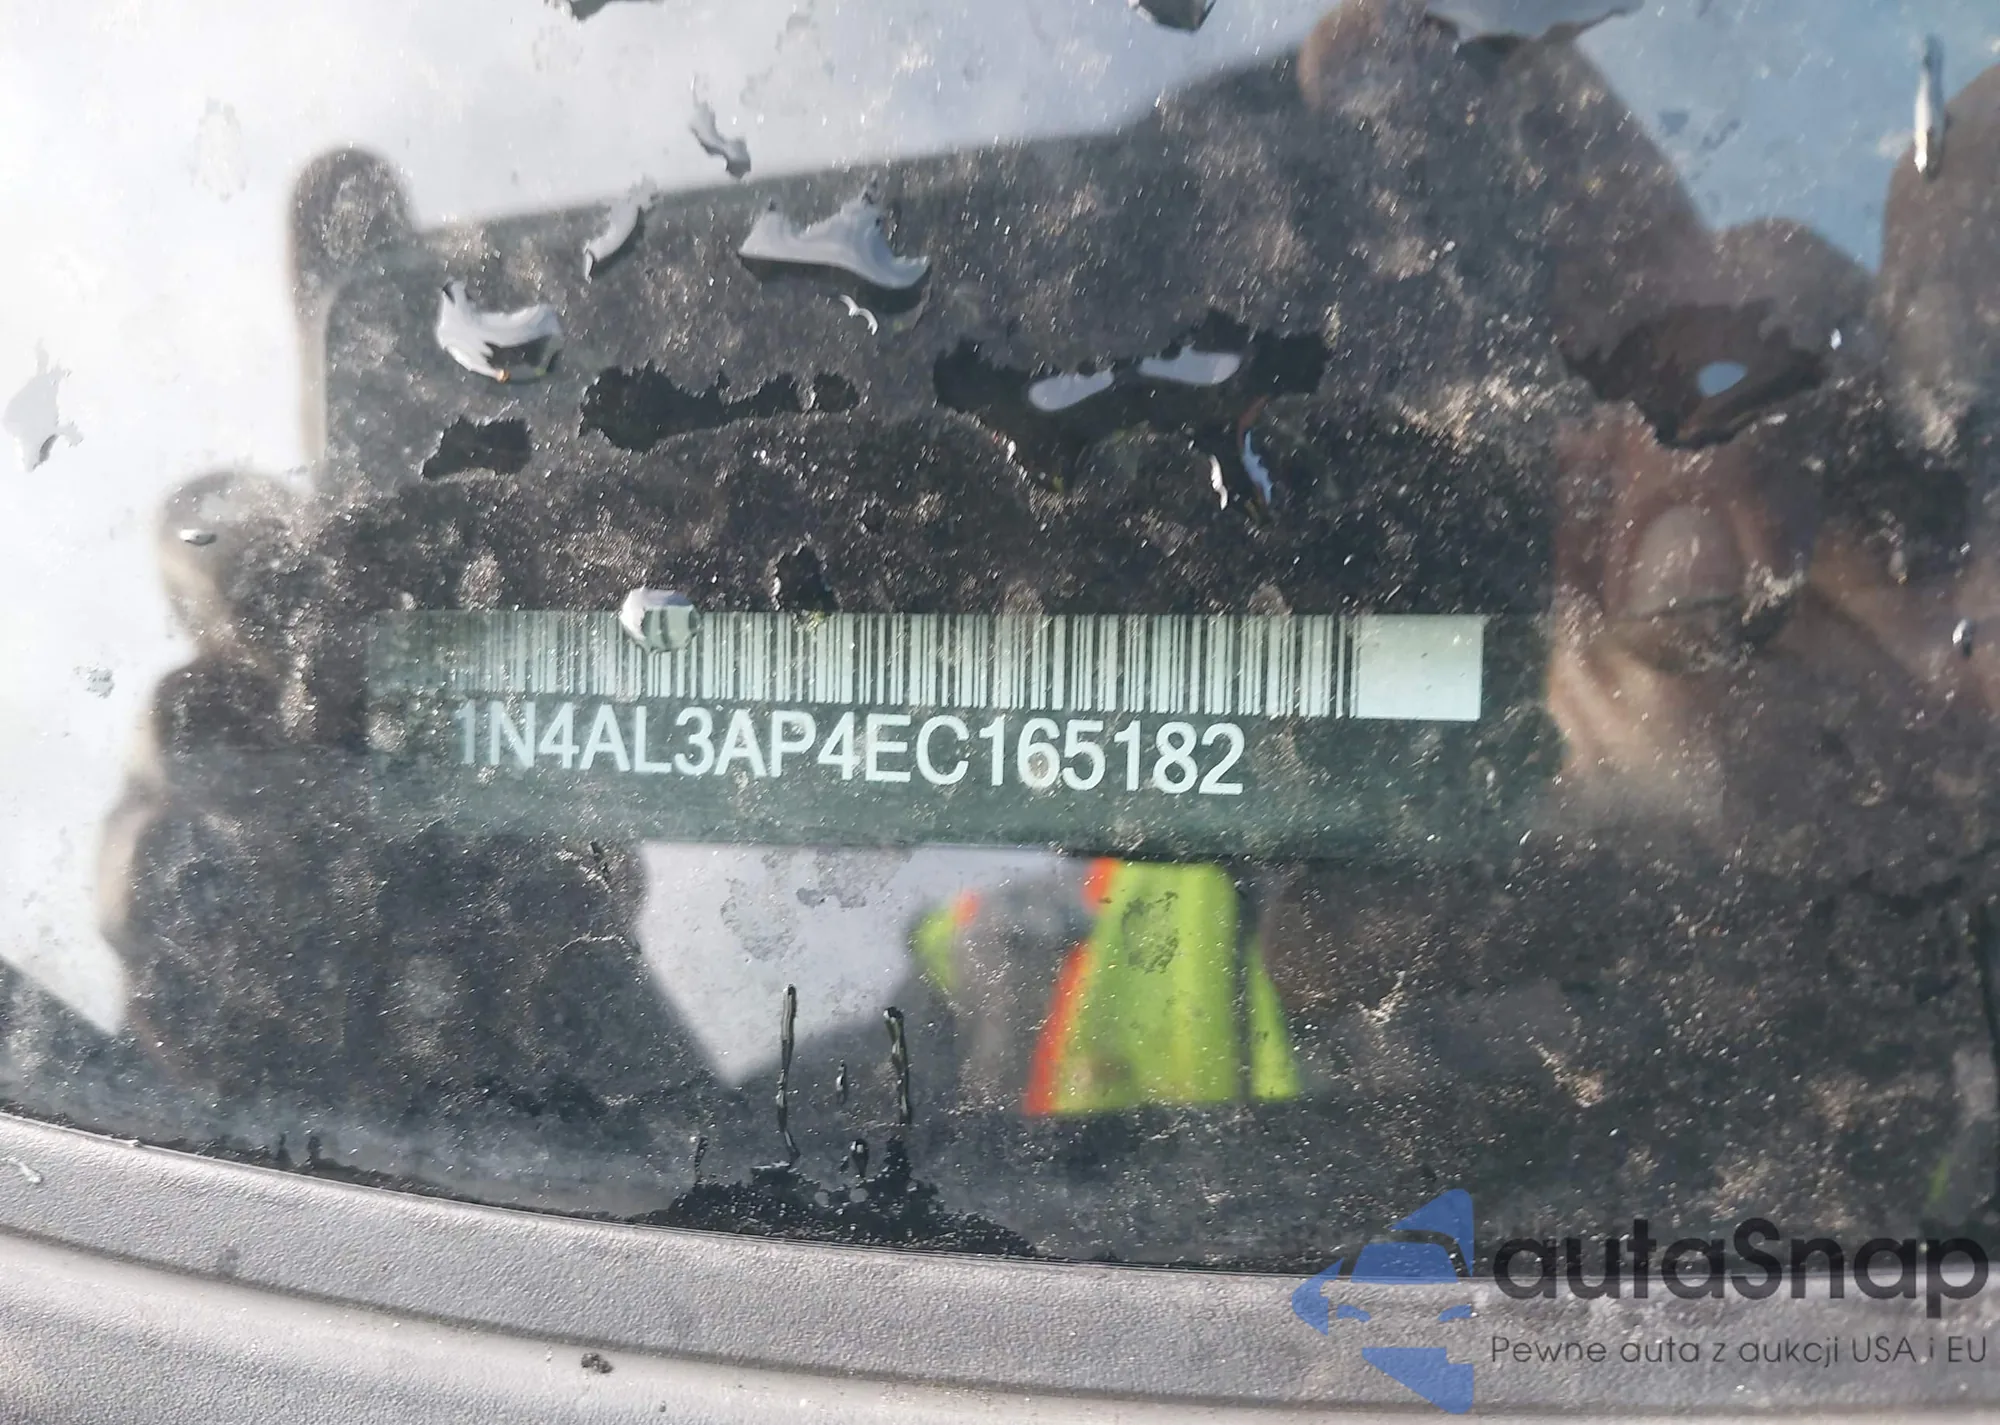 1N4AL3AP4EC165182
autaSnap
Pewne auta z aukcji USA i EU